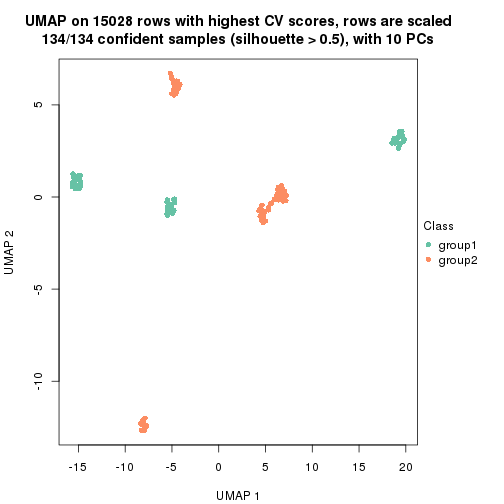 UMAP on 15028 rows with highest CV scores, rows are scaled
134/134 confident samples (silhouette > 0.5), with 10 PCs
5
0
-5
-10
UMAP 2
Class
group1
group2
-15
-10
-5
0
5
10
15
20
UMAP 1